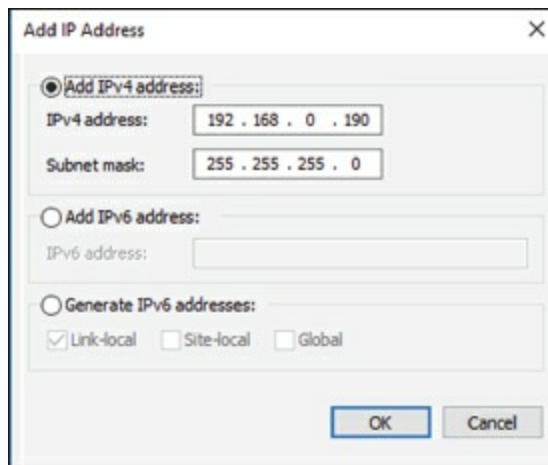 Add IP Address
Add IPv4 address:
IPv4 address: 192 . 168 . 0 . 190
Subnet mask: 255 . 255 . 255 . 0
Add IPv6 address:
IPv6 address:
Generate IPv6 addresses:
Link-local Site-local Global
OK Cancel